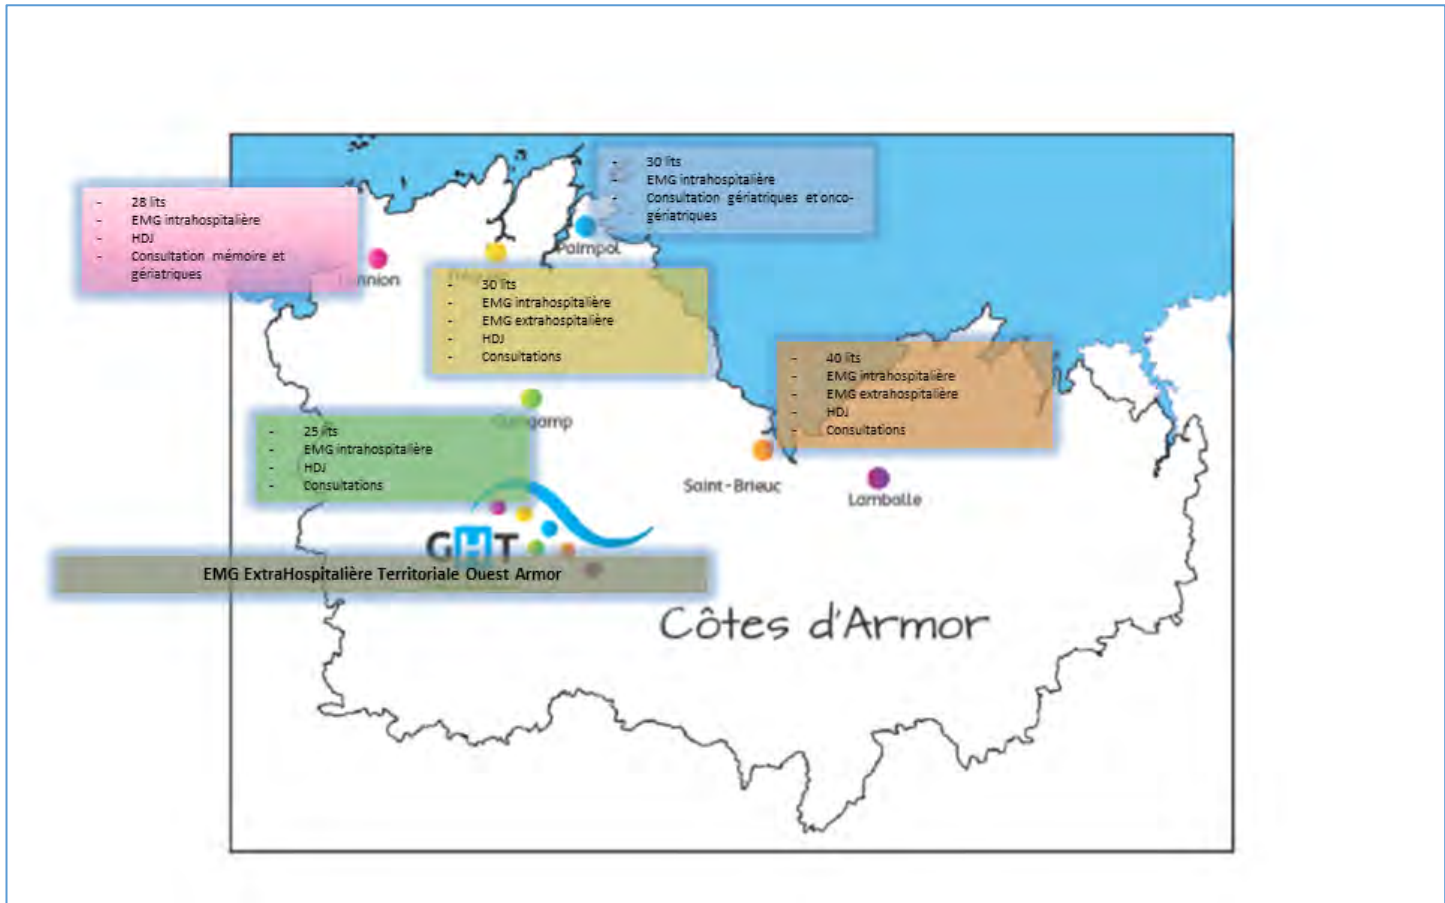 - 28 lits
- EMG intrahospitalière
- HDJ
- Consultation mémoire et
gériatriques
- 30 lits
- EMG intrahospitalière
- Consultation gériatriques et onco-
gériatriques
Paimpol
- 30 lits
- EMG intrahospitalière
- EMG extrahospitalière
- HDJ
- Consultations
- 40 lits
- EMG intrahospitalière
- EMG extrahospitalière
- HDJ
- Consultations
- 25 lits
- EMG intrahospitalière
- HDJ
- Consultations
Saint-Brieuc
Lamballe
GHT
EMG ExtraHospitalière Territoriale Ouest Armor
Côtes d'Armor